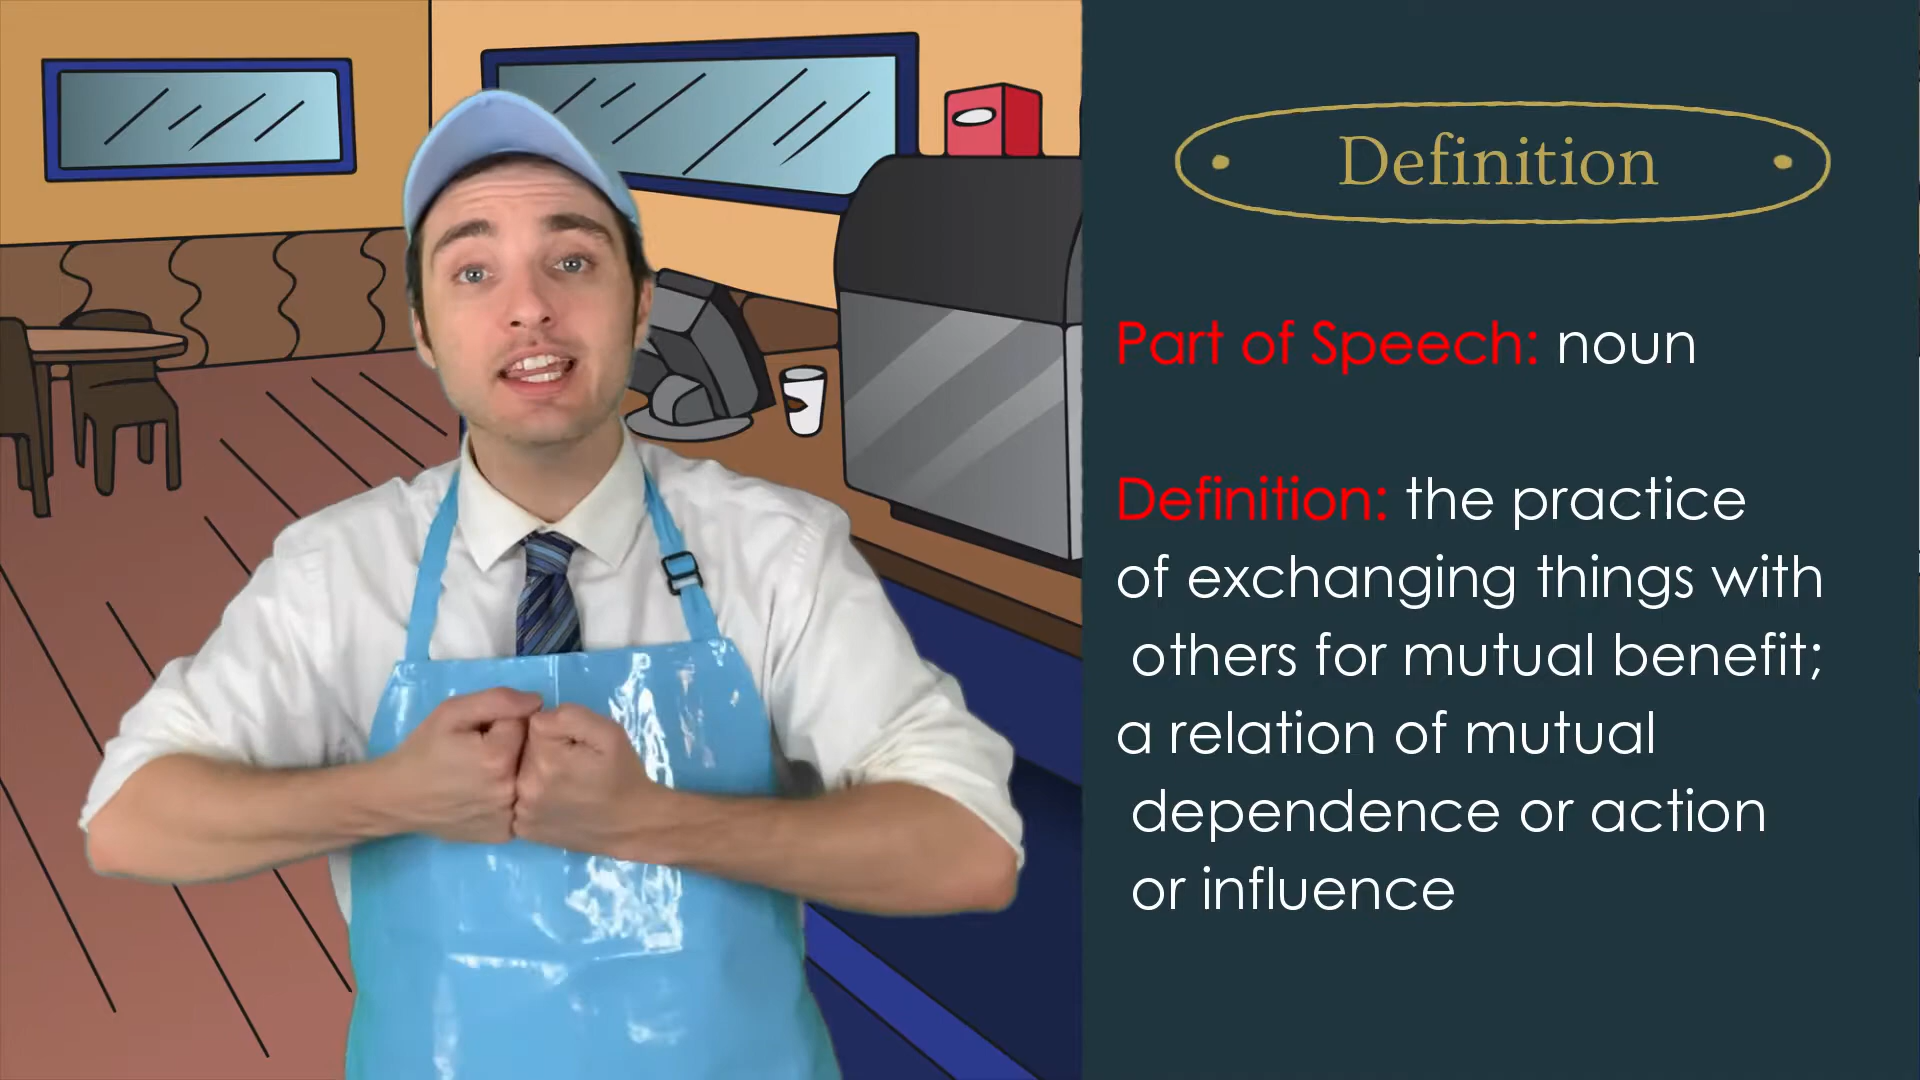 Definition
Part of Speech: noun
Definition: the practice
of exchanging things with
others for mutual benefit;
a relation of mutual
dependence or action
or influence